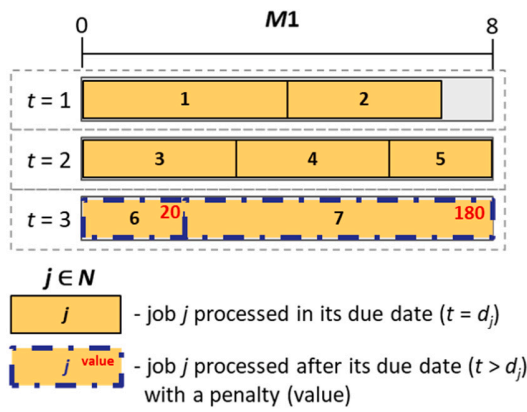 M1
0 8
t = 1 1 2
t = 2 3 4 5
t = 3 6 20 7 180
j ∈ N
j - job j processed in its due date (t = dj)
j value - job j processed after its due date (t > dj)
with a penalty (value)